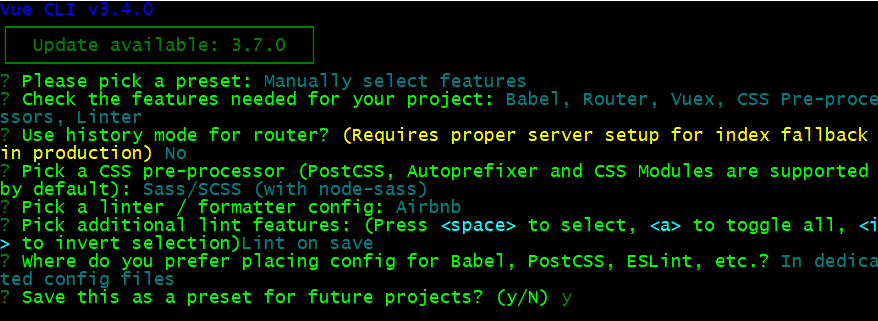 Vue CLI v3.4.0
Update available: 3.7.0
? Please pick a preset: Manually select features
? Check the features needed for your project: Babel, Router, Vuex, CSS Pre-proce
ssors, Linter
? Use history mode for router? (Requires proper server setup for index fallback
in production) No
? Pick a CSS pre-processor (PostCSS, Autoprefixer and CSS Modules are supported
by default): Sass/SCSS (with node-sass)
? Pick a linter / formatter config: Airbnb
? Pick additional lint features: (Press <space> to select, <a> to toggle all, <i
> to invert selection)Lint on save
? Where do you prefer placing config for Babel, PostCSS, ESLint, etc.? In dedica
ted config files
? Save this as a preset for future projects? (y/N) y